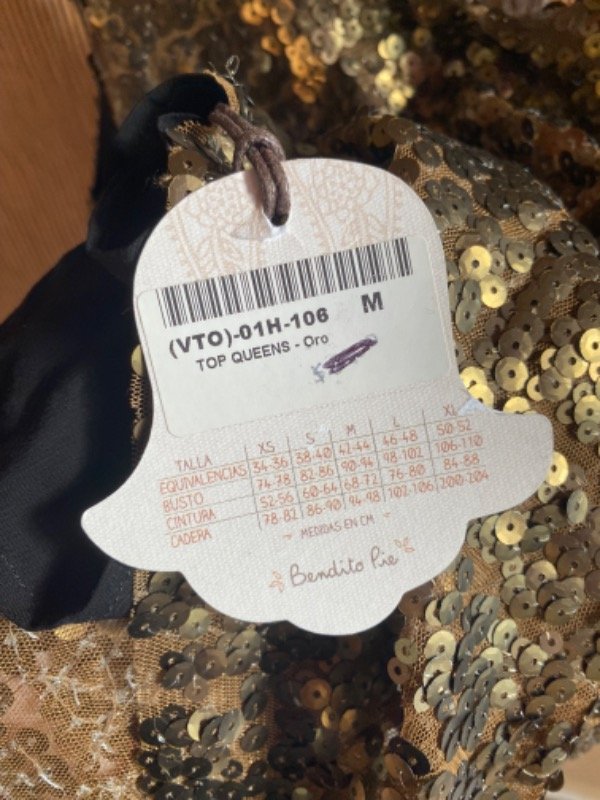 (VTO)-01H-106 M
TOP QUEENS - Oro
TALLA XS S M L XL
EQUIVALENCIAS 34-36 38-40 42-44 46-48 50-52
BUSTO 74-78 82-86 90-94 98-102 106-110
CINTURA 52-56 60-64 68-72 76-80 84-88
CADERA 78-82 86-90 94-98 102-106 200-204
- MEDIDAS EN CM -
Bendito Pie